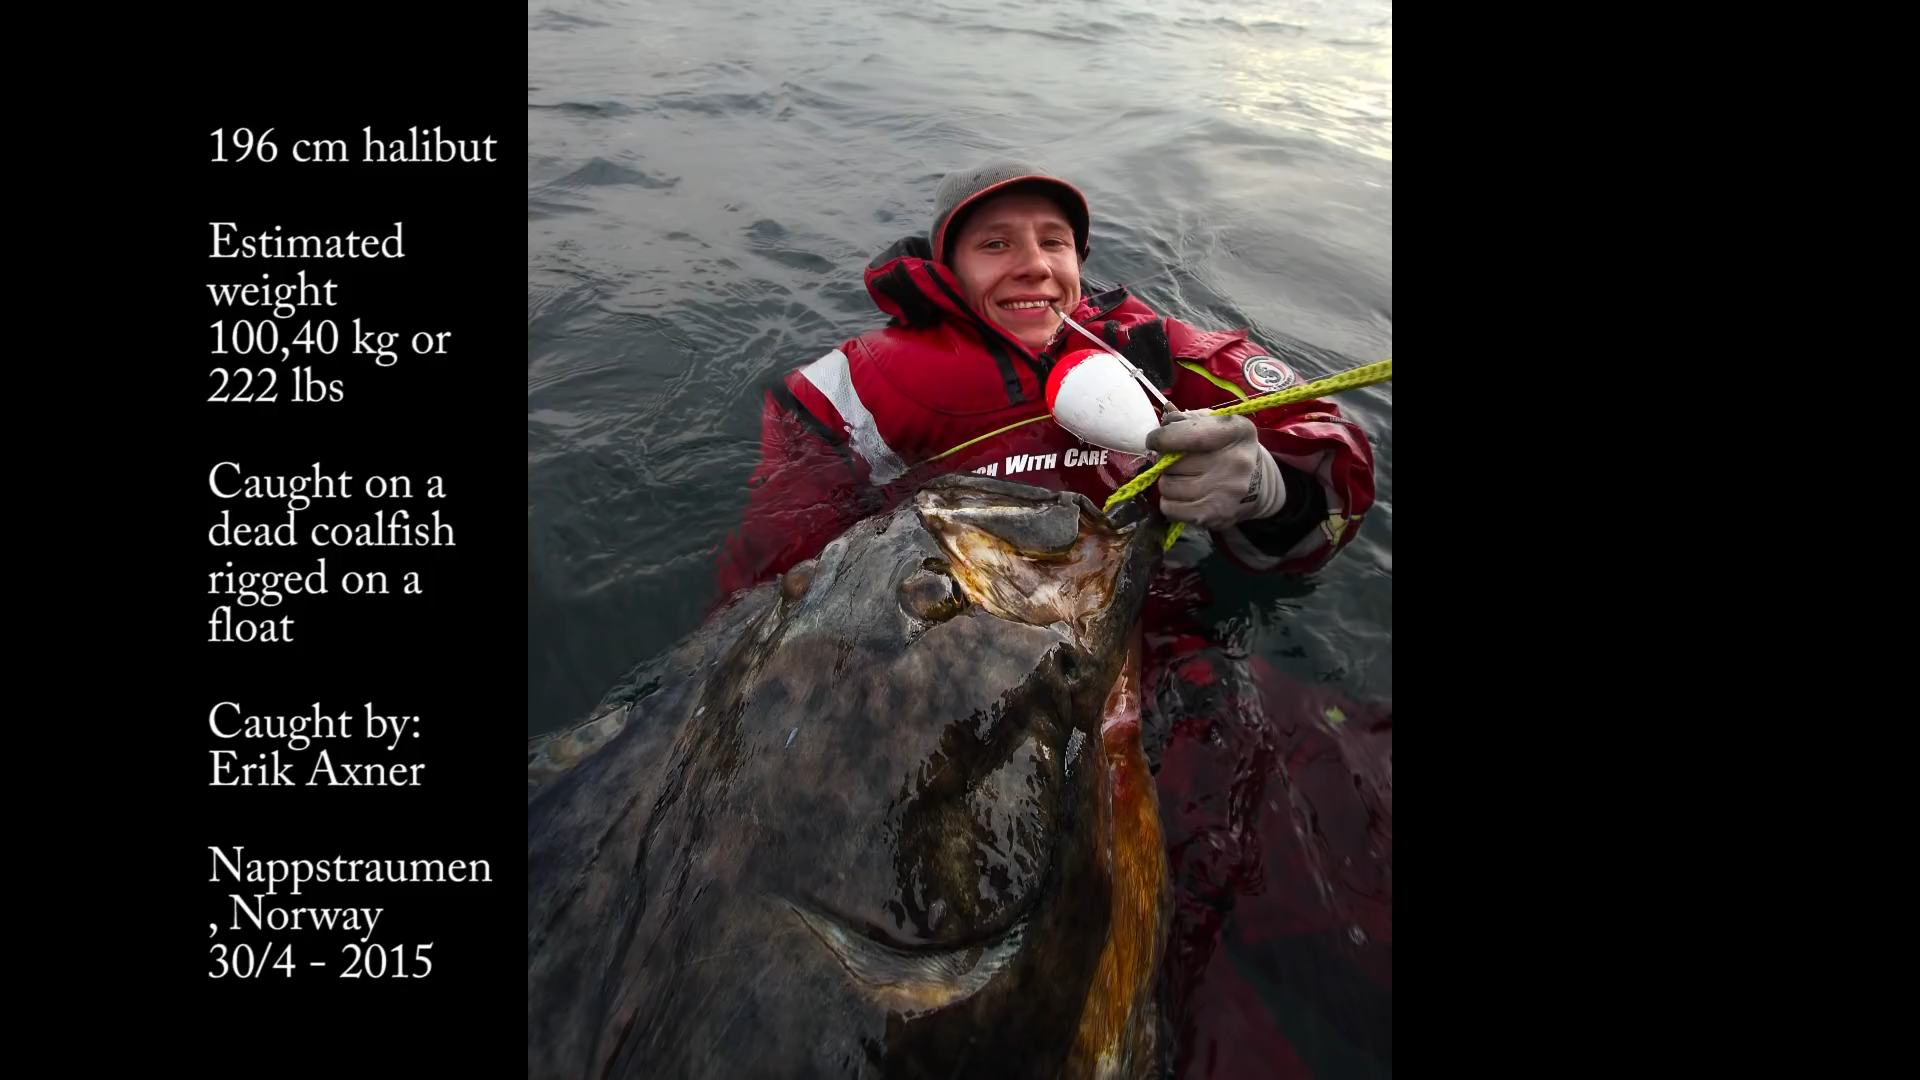 196 cm halibut
Estimated
weight
100,40 kg or
222 lbs
Caught on a
dead coalfish
rigged on a
float
Caught by:
Erik Axner
Nappstraumen
, Norway
30/4 - 2015
With Care